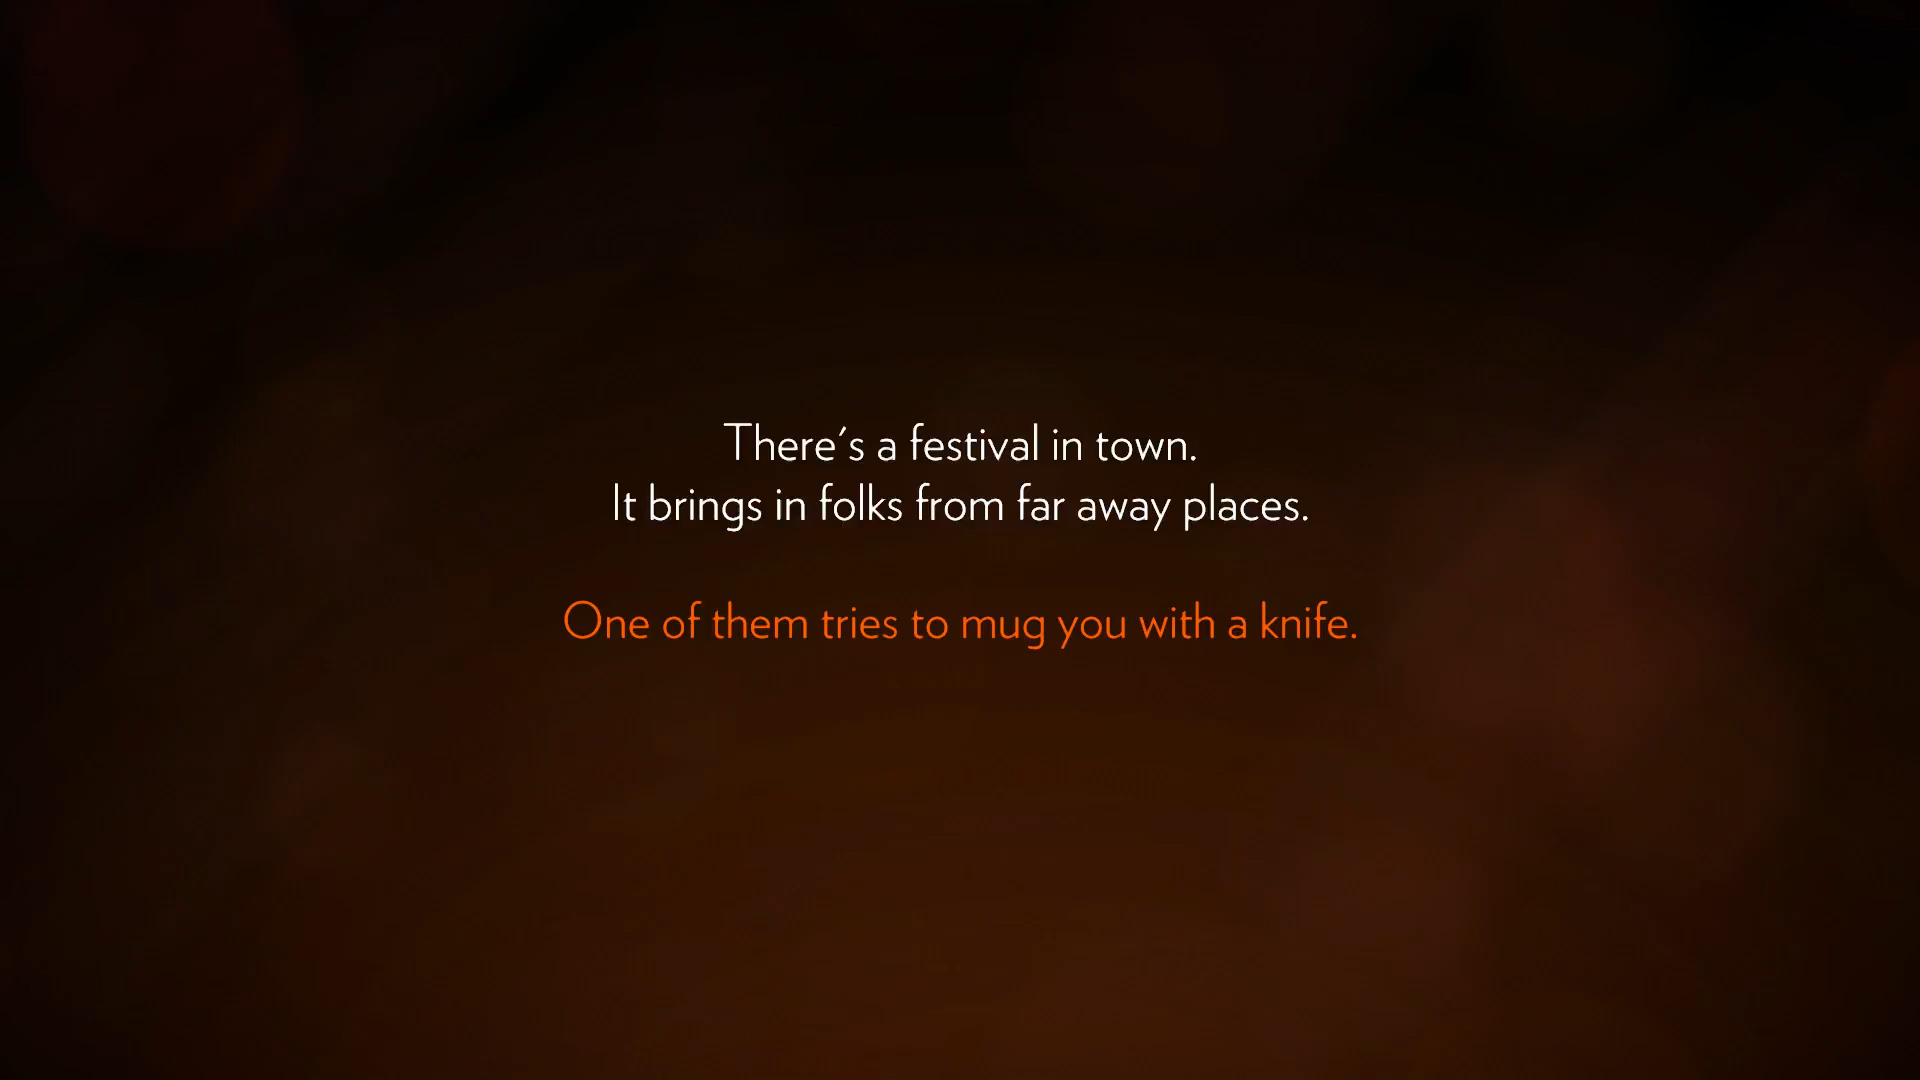 There's a festival in town.
It brings in folks from far away places.
One of them tries to mug you with a knife.